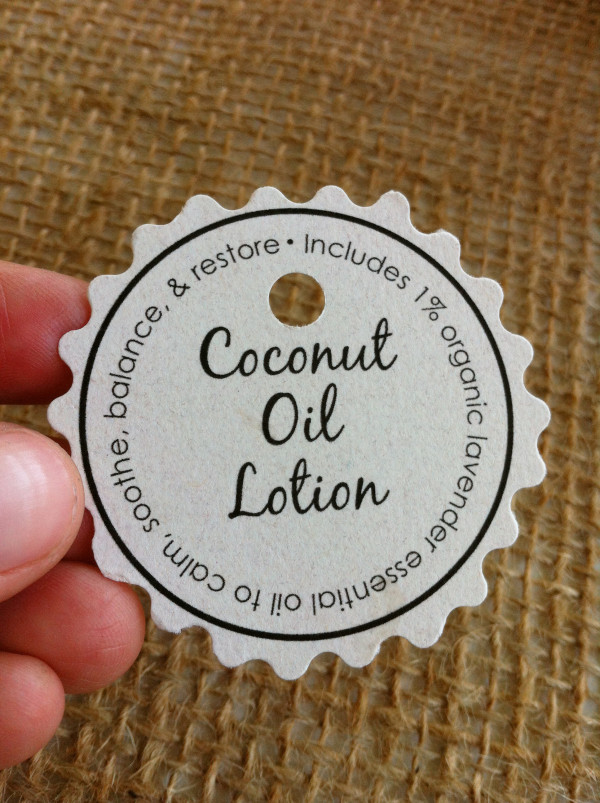 Coconut
Oil
Lotion
Includes 1% organic lavender essential oil to calm, soothe, balance, & restore •